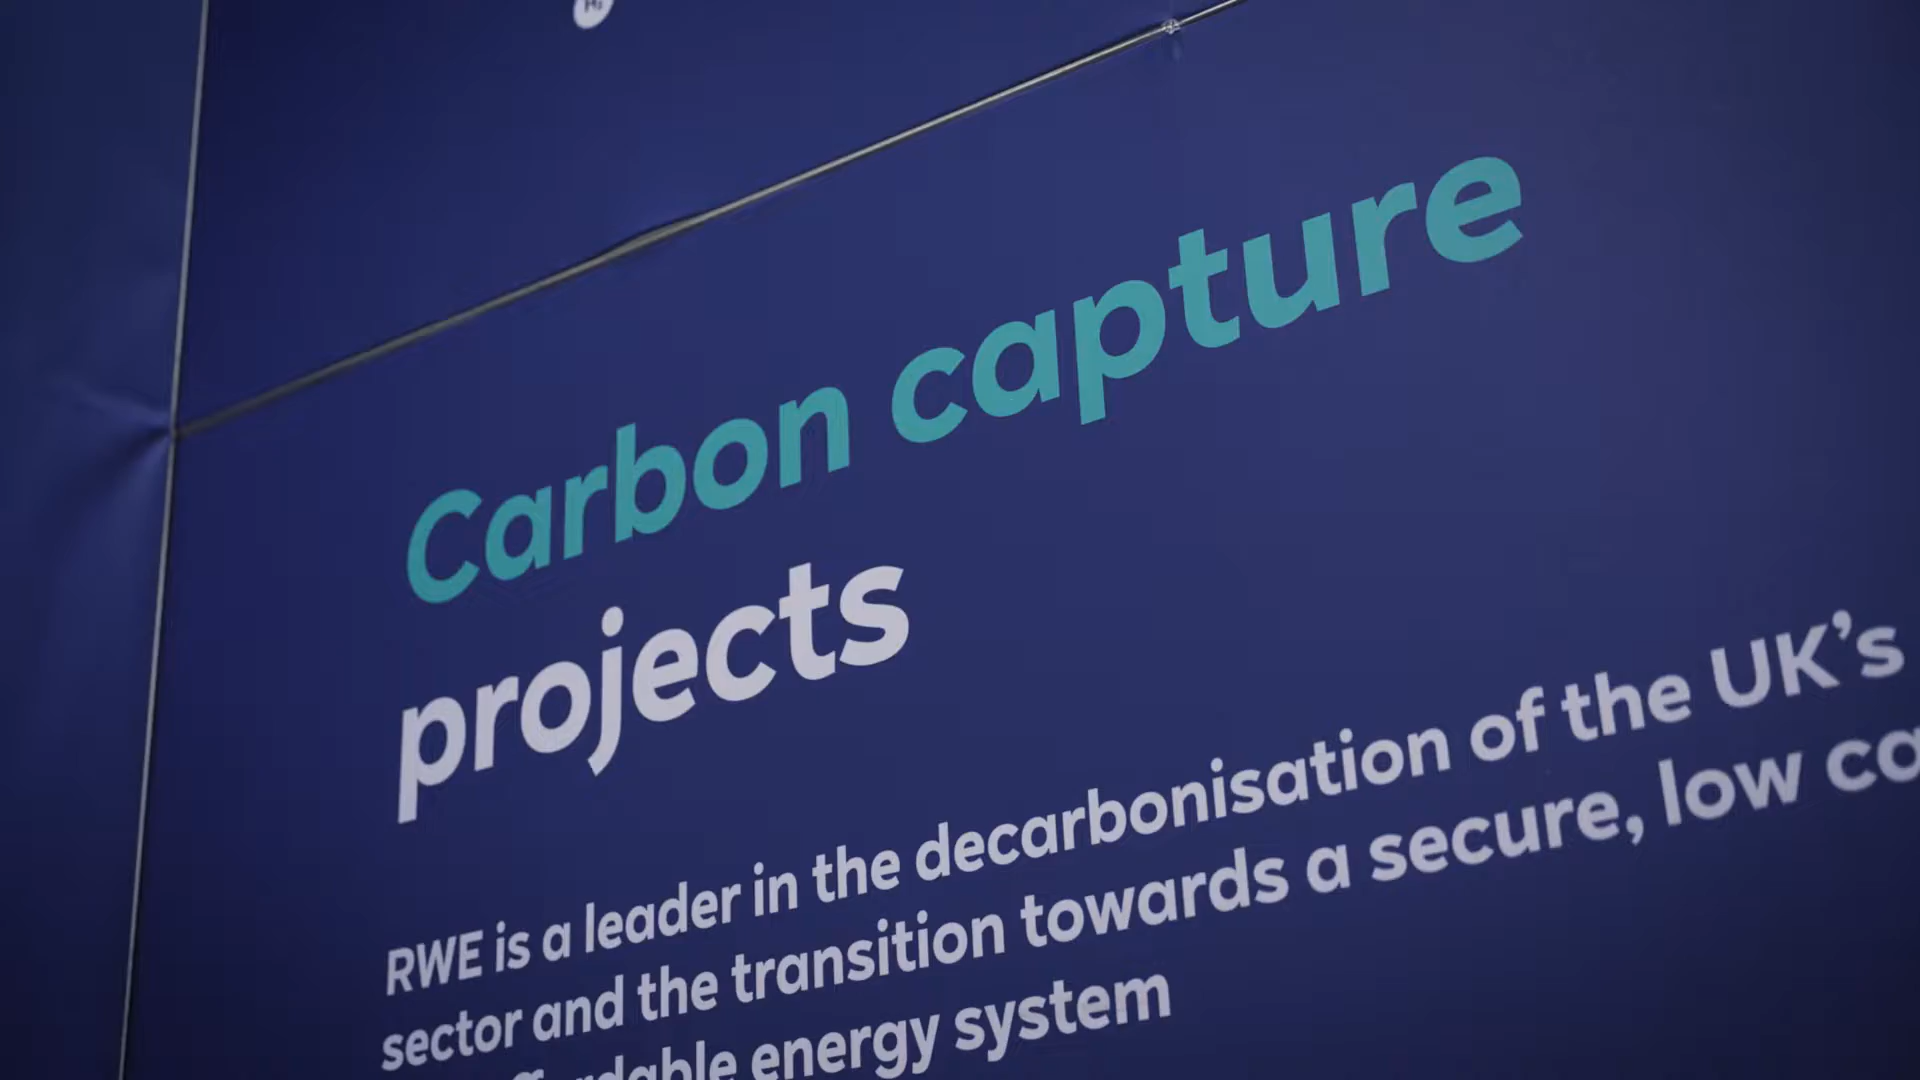 Carbon capture
projects
RWE is a leader in the decarbonisation of the UK's
sector and the transition towards a secure, low
energy system